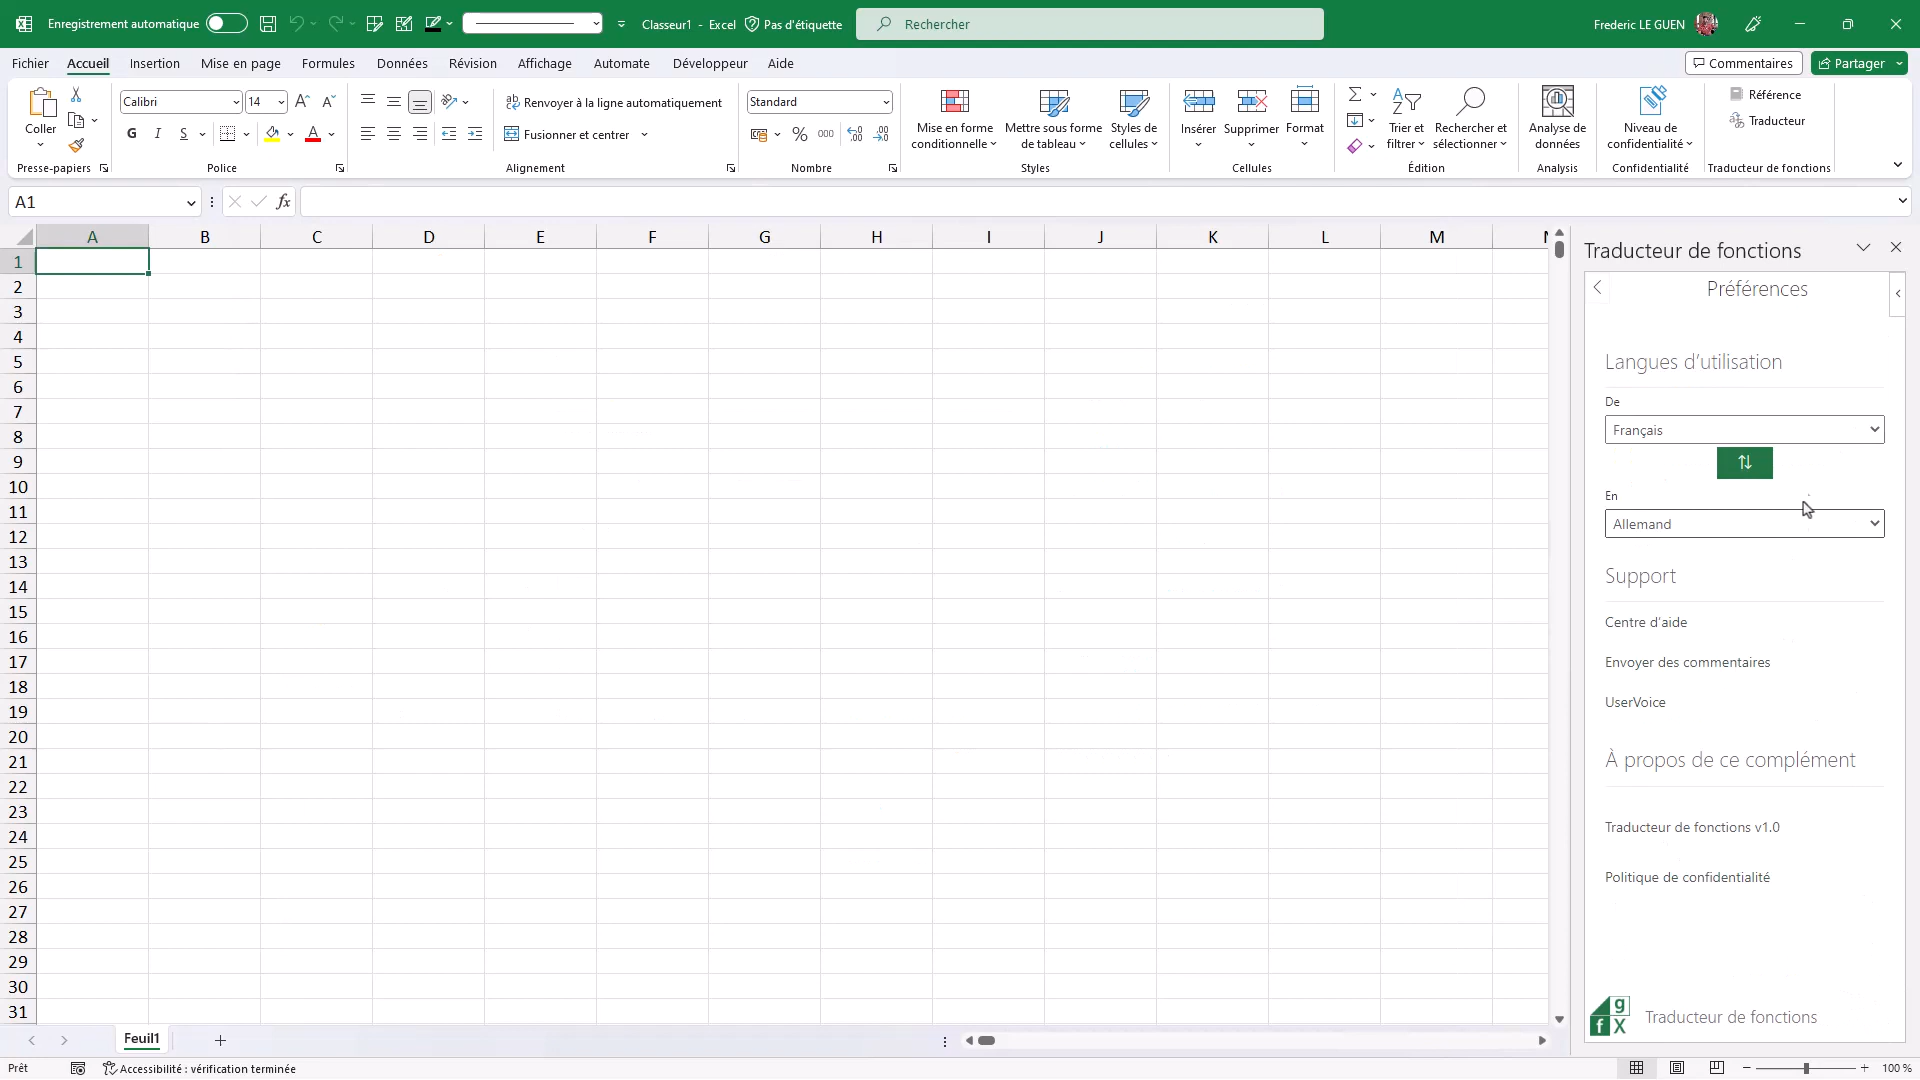 Enregistrement automatique
Classeur1 - Excel
Pas d'étiquette
Rechercher
Frederic LE GUEN
Fichier
Accueil
Insertion
Mise en page
Formules
Données
Révision
Affichage
Automate
Développeur
Aide
Commentaires
Partager
Coller
Presse-papiers
Calibri
14
G I S
Police
Renvoyer à la ligne automatiquement
Fusionner et centrer
Alignement
Standard
% 000
Nombre
Mise en forme
conditionnelle
Mettre sous forme
de tableau
Styles de
cellules
Styles
Insérer
Supprimer
Format
Cellules
Trier et
filtrer
Rechercher et
sélectionner
Édition
Analyse de
données
Analysis
Niveau de
confidentialité
Confidentialité
Référence
Traducteur
Traducteur de fonctions
A1
fx
A B C D E F G H I J K L M
1
2
3
4
5
6
7
8
9
10
11
12
13
14
15
16
17
18
19
20
21
22
23
24
25
26
27
28
29
30
31
Traducteur de fonctions
Préférences
Langues d'utilisation
De
Français
En
Allemand
Support
Centre d'aide
Envoyer des commentaires
UserVoice
À propos de ce complément
Traducteur de fonctions v1.0
Politique de confidentialité
g
f X
Traducteur de fonctions
Feuil1
Prêt
Accessibilité : vérification terminée
100 %